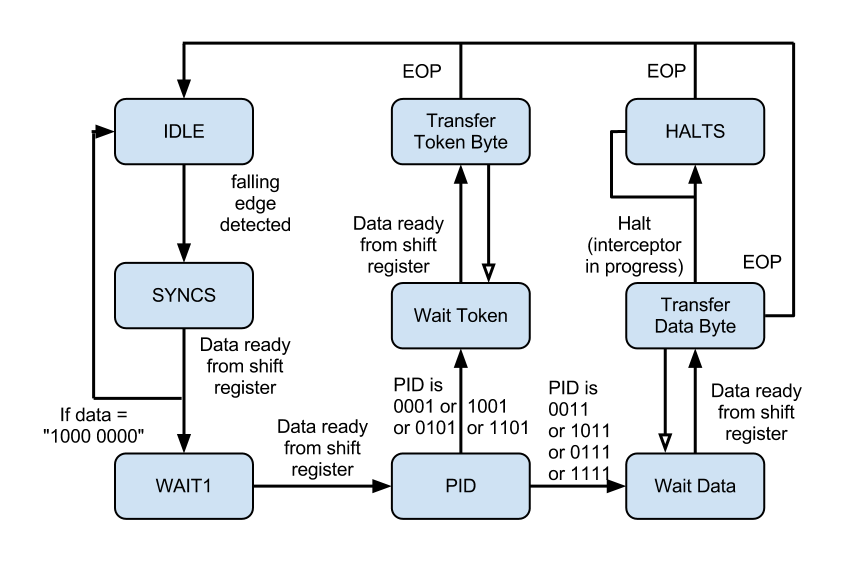 EOP
EOP
IDLE
Transfer
Token Byte
HALTS
falling
edge
detected
Data ready
from shift
register
Halt
(interceptor
in progress)
EOP
SYNCS
Wait Token
Transfer
Data Byte
Data ready
from shift
register
If data =
"1000 0000"
PID is
0001 or 1001
or 0101 or 1101
PID is
0011
or 1011
or 0111
or 1111
Data ready
from shift
register
Data ready
from shift
register
WAIT1
PID
Wait Data